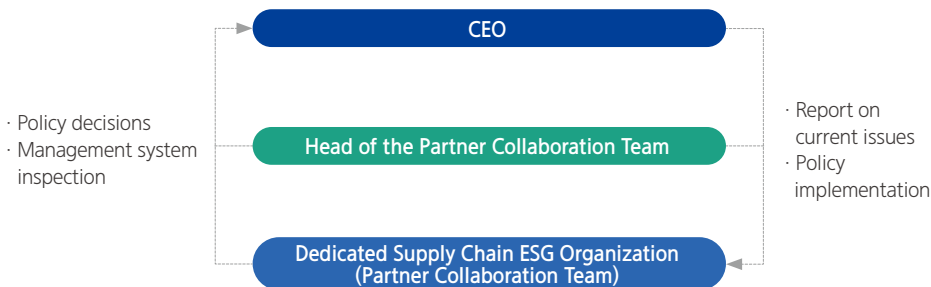 CEO
· Policy decisions
· Management system
inspection
Head of the Partner Collaboration Team
· Report on
current issues
· Policy
implementation
Dedicated Supply Chain ESG Organization
(Partner Collaboration Team)